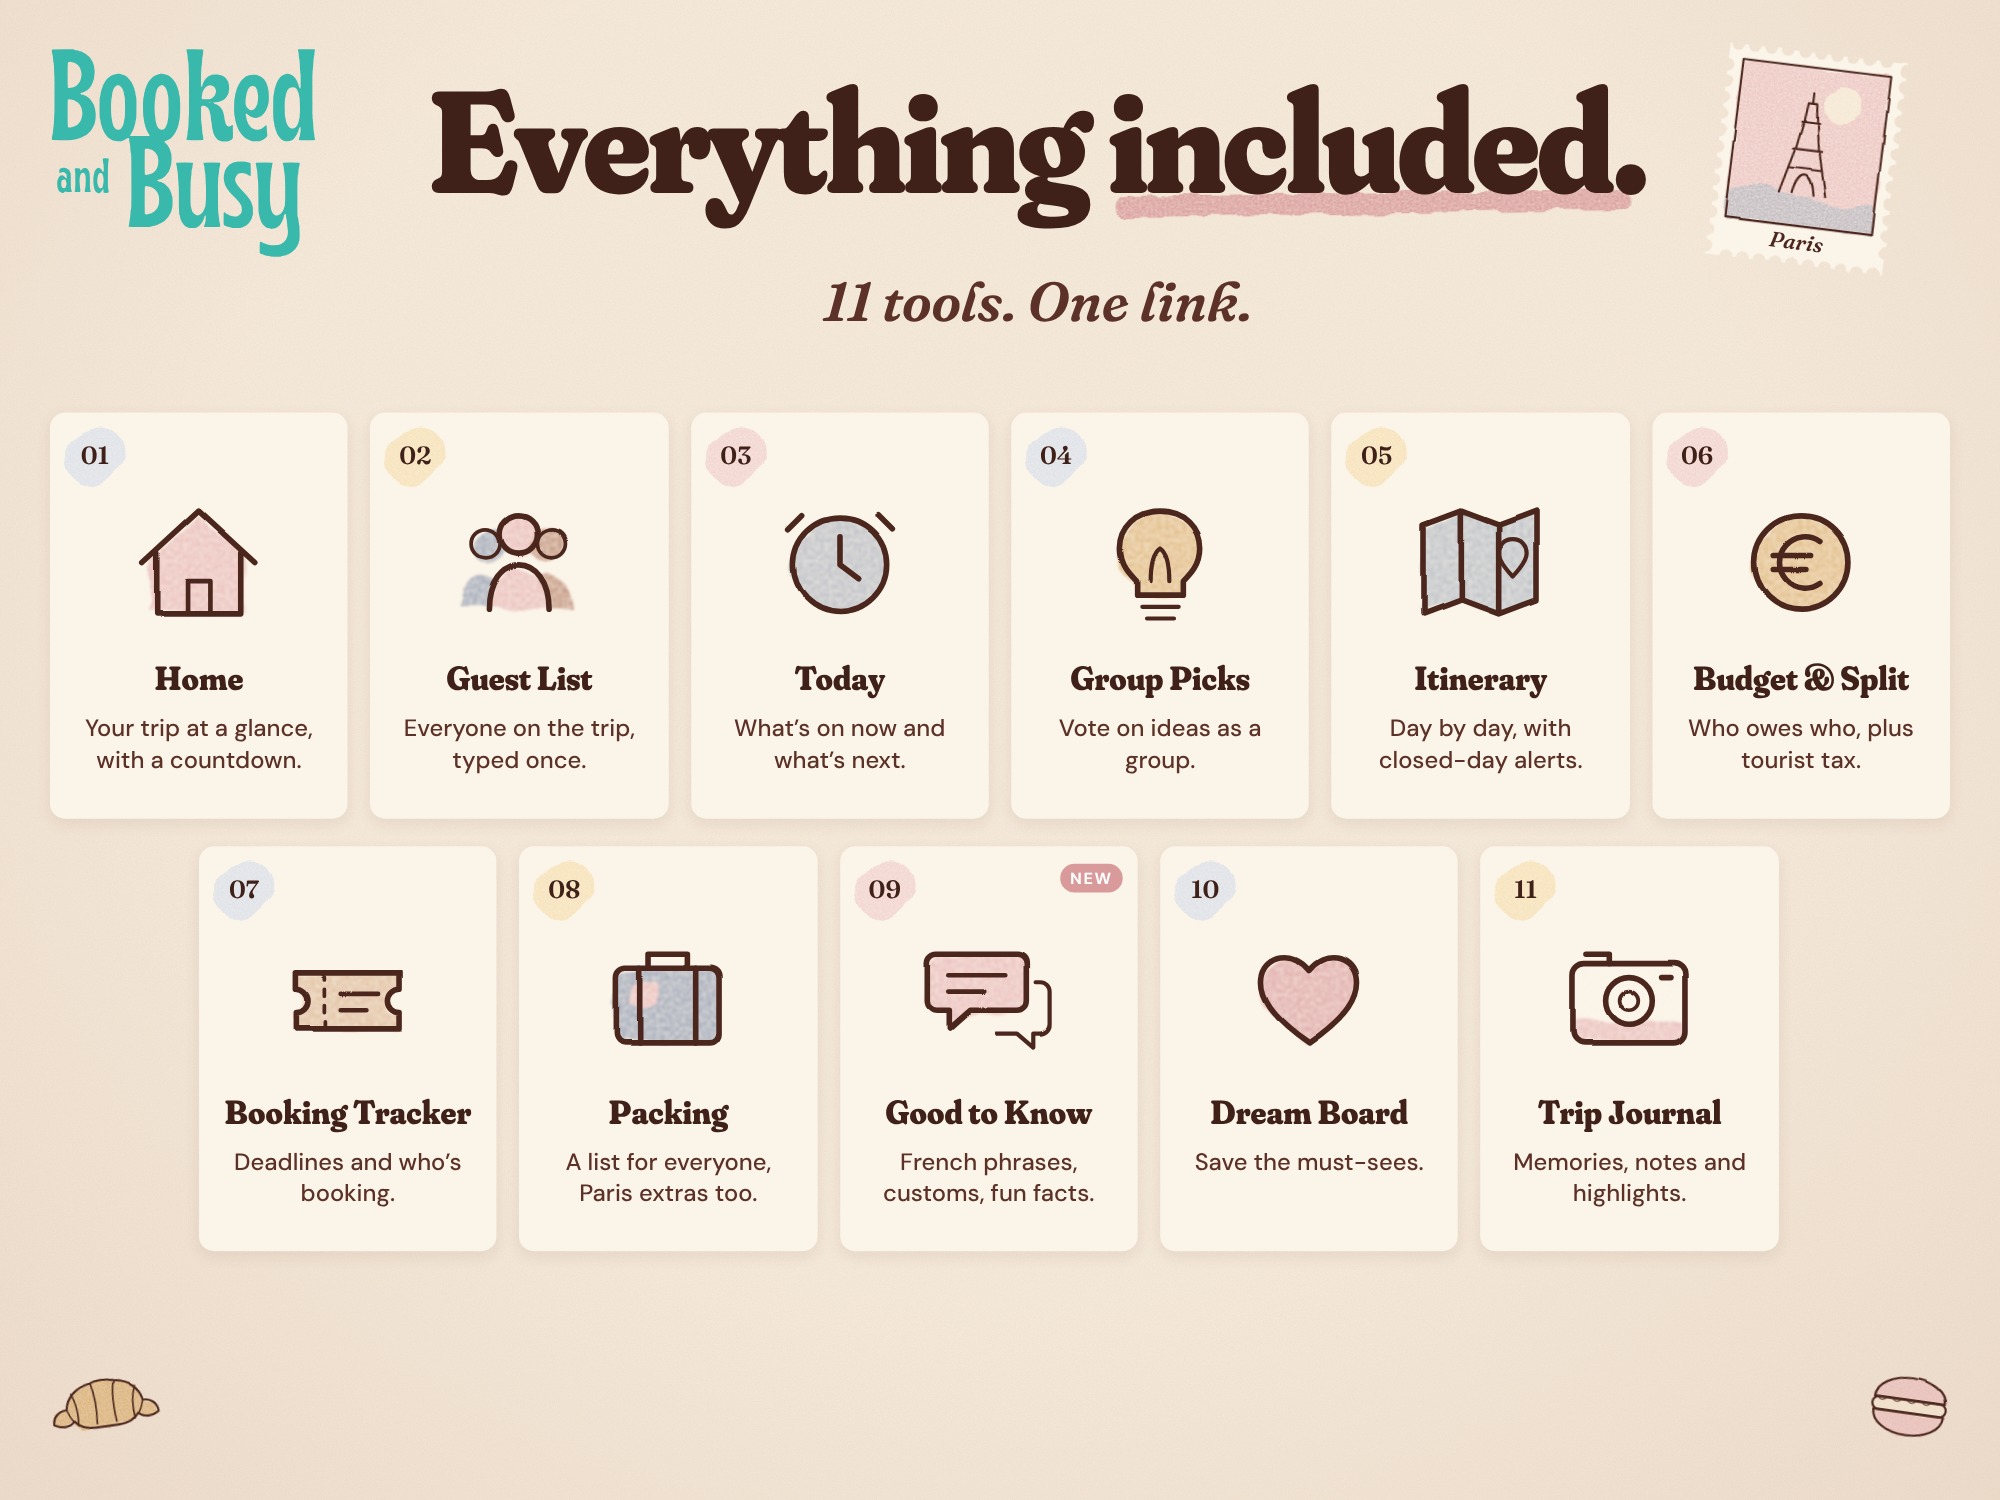 Booked
and Busy
Everything included.
Paris
11 tools. One link.
01
Home
Your trip at a glance,
with a countdown.
02
Guest List
Everyone on the trip,
typed once.
03
Today
What’s on now and
what’s next.
04
Group Picks
Vote on ideas as a
group.
05
Itinerary
Day by day, with
closed-day alerts.
06
€
Budget & Split
Who owes who, plus
tourist tax.
07
Booking Tracker
Deadlines and who’s
booking.
08
Packing
A list for everyone,
Paris extras too.
09
NEW
Good to Know
French phrases,
customs, fun facts.
10
Dream Board
Save the must-sees.
11
Trip Journal
Memories, notes and
highlights.